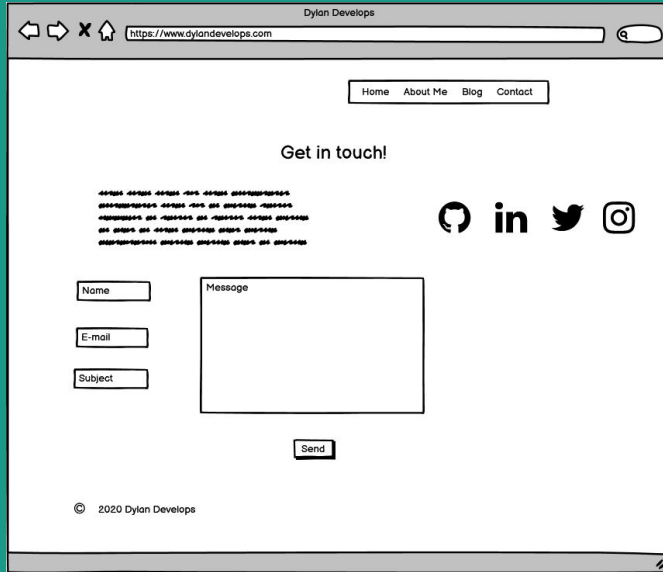 Dylan Develops
https://www.dylandevelops.com
Home About Me Blog Contact
Get in touch!
in
Name
Message
E-mail
Subject
Send
© 2020 Dylan Develops